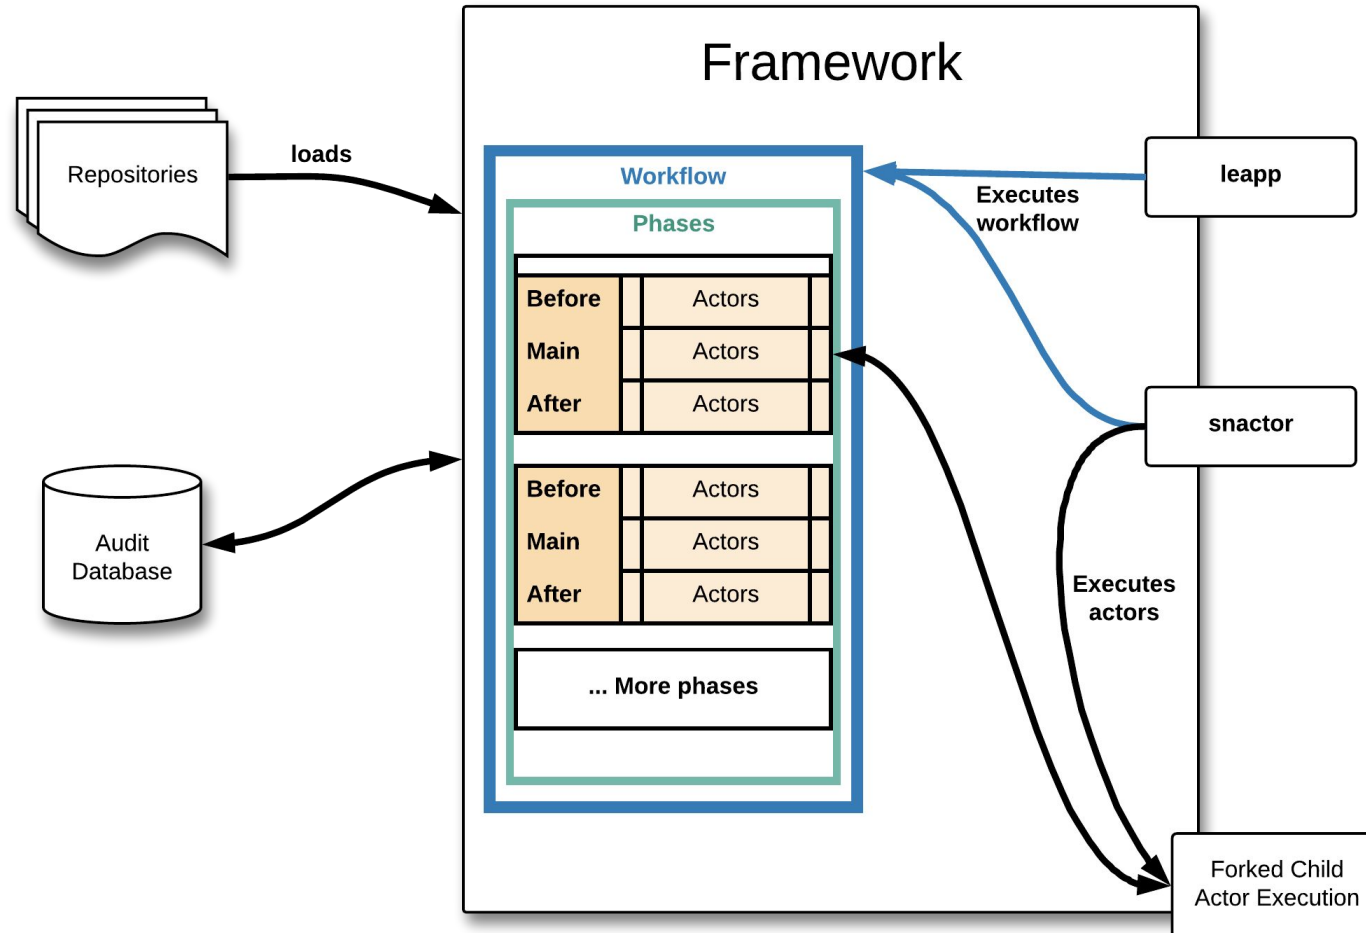 Framework
Repositories
loads
Workflow
Phases
Before Actors
Main Actors
After Actors
Before Actors
Main Actors
After Actors
... More phases
Audit
Database
leapp
Executes
workflow
snactor
Executes
actors
Forked Child
Actor Execution